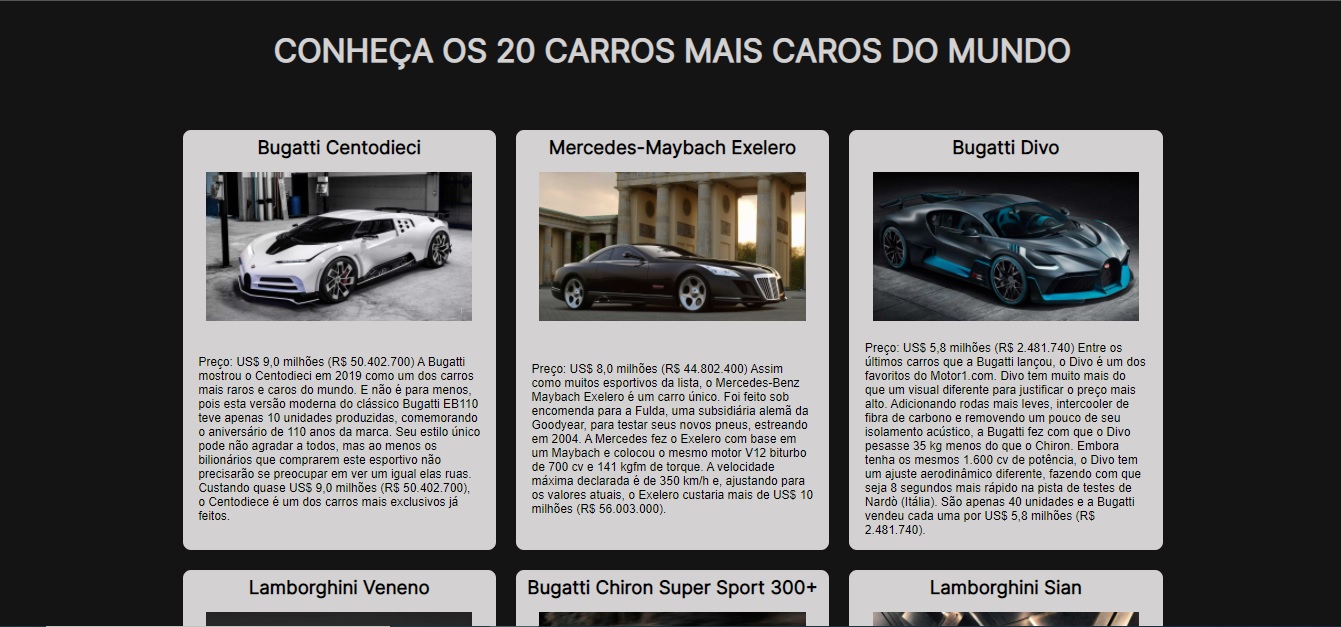 CONHEÇA OS 20 CARROS MAIS CAROS DO MUNDO
Bugatti Centodieci
Preço: US$ 9,0 milhões (R$ 50.402.700) A Bugatti
mostrou o Centodieci em 2019 como um dos carros
mais raros e caros do mundo. E não é para menos,
pois esta versão moderna do clássico Bugatti EB110
teve apenas 10 unidades produzidas, comemorando
o aniversário de 110 anos da marca. Seu estilo único
pode não agradar a todos, mas ao menos os
bilionários que comprarem este esportivo não
precisarão se preocupar em ver um igual elas ruas.
Custando quase US$ 9,0 milhões (R$ 50.402.700),
o Centodiece é um dos carros mais exclusivos já
feitos.
Mercedes-Maybach Exelero
Preço: US$ 8,0 milhões (R$ 44.802.400) Assim
como muitos esportivos da lista, o Mercedes-Benz
Maybach Exelero é um carro único. Foi feito sob
encomenda para a Fulda, uma subsidiária alemã da
Goodyear, para testar seus novos pneus, estreando
em 2004. A Mercedes fez o Exelero com base em
um Maybach e colocou o mesmo motor V12 biturbo
de 700 cv e 141 kgfm de torque. A velocidade
máxima declarada é de 350 km/h e, ajustando para
os valores atuais, o Exelero custaria mais de US$ 10
milhões (R$ 56.003.000).
Bugatti Divo
Preço: US$ 5,8 milhões (R$ 2.481.740) Entre os
últimos carros que a Bugatti lançou, o Divo é um dos
favoritos do Motor1.com. Divo tem muito mais do
que um visual diferente para justificar o preço mais
alto. Adicionando rodas mais leves, intercooler de
fibra de carbono e removendo um pouco de seu
isolamento acústico, a Bugatti fez com que o Divo
pesasse 35 kg menos do que o Chiron. Embora
tenha os mesmos 1.600 cv de potência, o Divo tem
um ajuste aerodinâmico diferente, fazendo com que
seja 8 segundos mais rápido na pista de testes de
Nardò (Itália). São apenas 40 unidades e a Bugatti
vendeu cada uma por US$ 5,8 milhões (R$
2.481.740).
Lamborghini Veneno
Bugatti Chiron Super Sport 300+
Lamborghini Sian